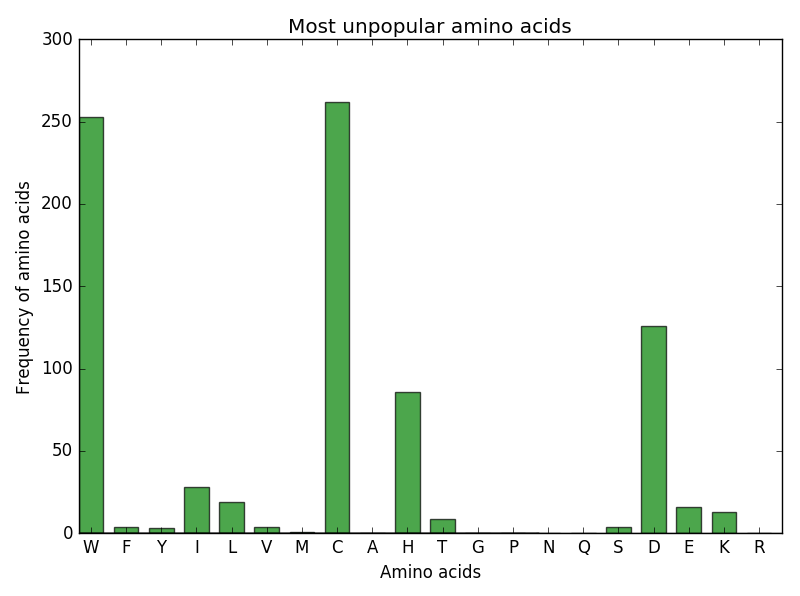 Most unpopular amino acids
300
250
200
150
100
50
0
Frequency of amino acids
W F Y I L V M C A H T G P N Q S D E K R
Amino acids